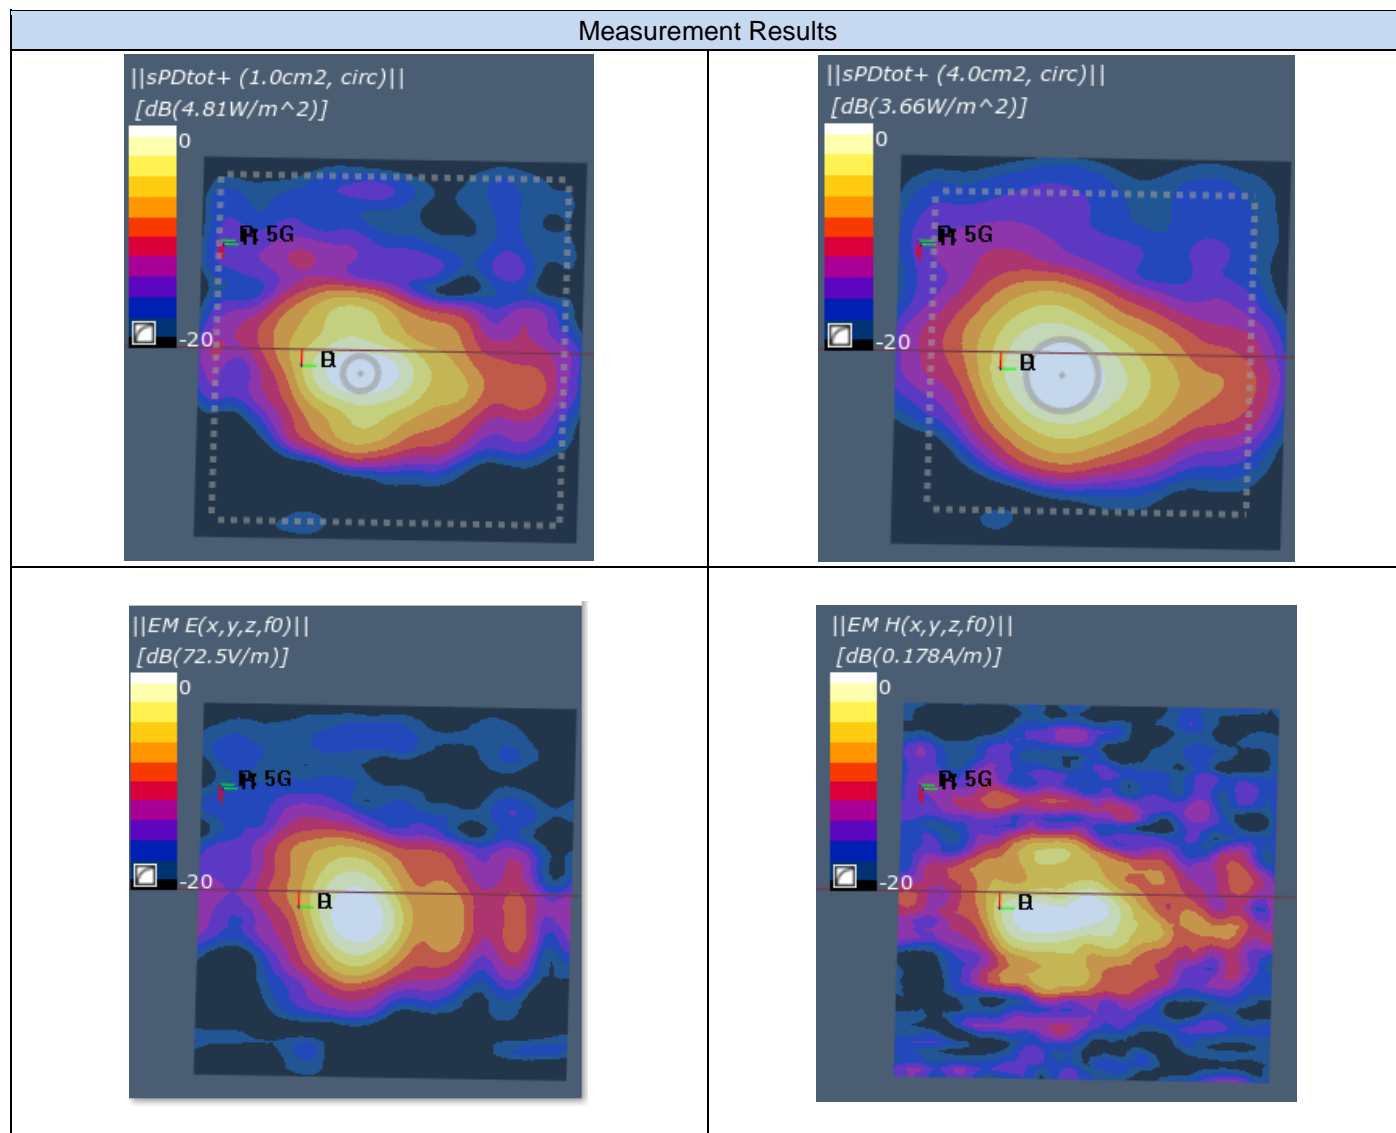 Measurement Results
||sPDtot+ (1.0cm2, circ)||
[dB(4.81W/m^2)]
0
5G
-20
||sPDtot+ (4.0cm2, circ)||
[dB(3.66W/m^2)]
0
5G
-20
||EM E(x,y,z,f0)||
[dB(72.5V/m)]
0
5G
-20
||EM H(x,y,z,f0)||
[dB(0.178A/m)]
0
5G
-20